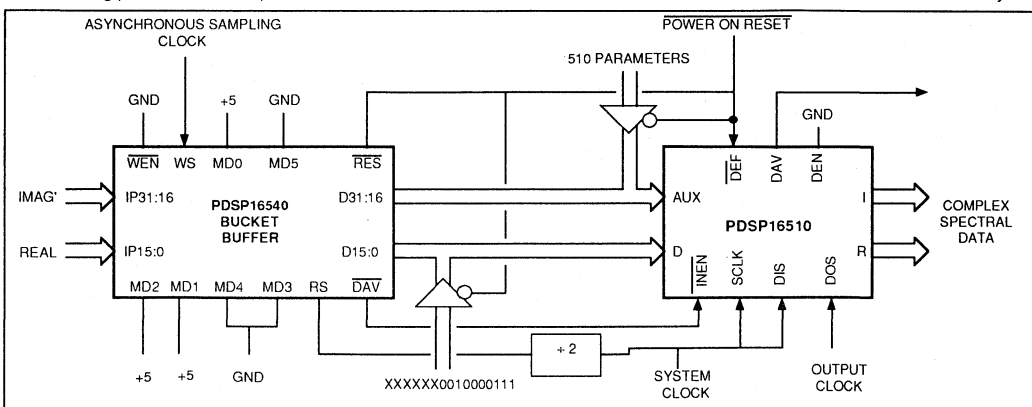 ASYNCHRONOUS SAMPLING
CLOCK
POWER ON RESET
510 PARAMETERS
GND
+5
GND
GND
WEN WS MD0 MD5 RES
DEF DAV DEN
IMAG'
IP31:16
PDSP16540
BUCKET
BUFFER
D31:16
AUX
PDSP16510
I
COMPLEX
SPECTRAL
DATA
REAL
IP15:0
D15:0
D
R
MD2 MD1 MD4 MD3 RS DAV
INEN SCLK DIS DOS
+5 +5 GND
÷ 2
XXXXXX0010000111
SYSTEM
CLOCK
OUTPUT
CLOCK